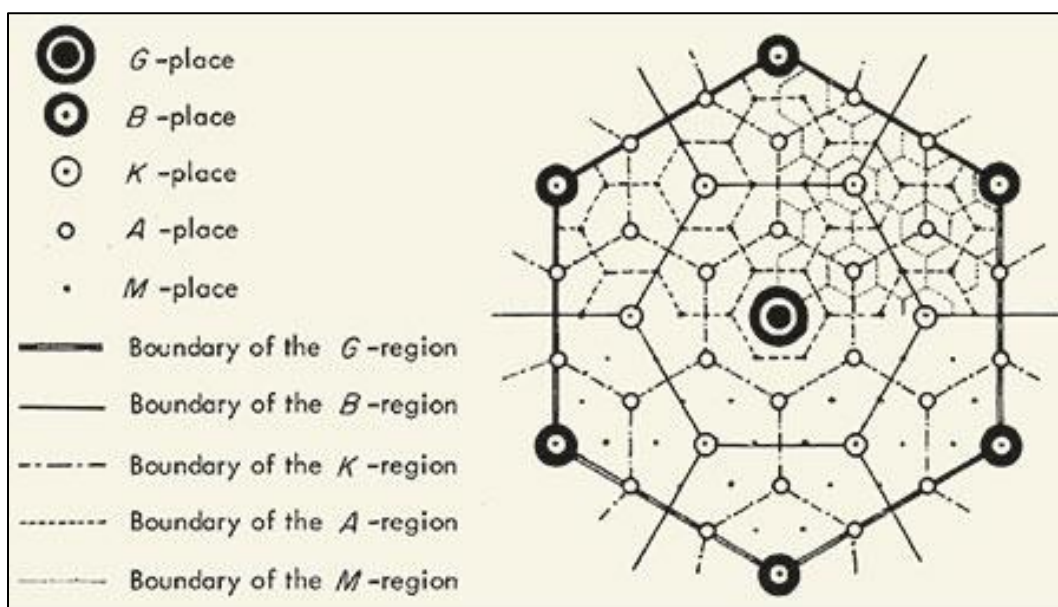 G-place
B-place
K-place
A-place
M-place
Boundary of the G-region
Boundary of the B-region
Boundary of the K-region
Boundary of the A-region
Boundary of the M-region